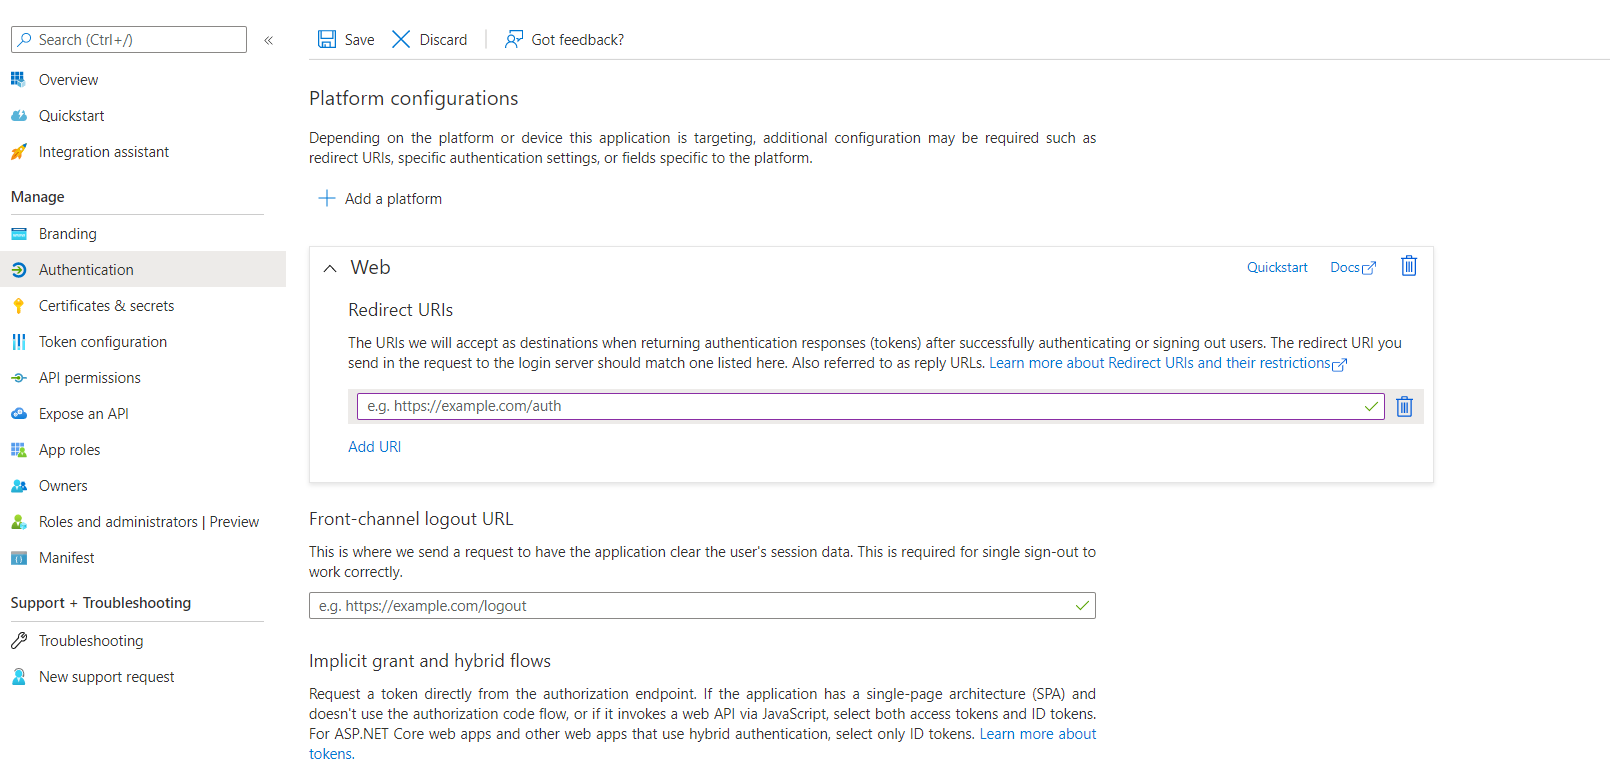 Search (Ctrl+/)
«
Overview
Quickstart
Integration assistant
Manage
Branding
Authentication
Certificates & secrets
Token configuration
API permissions
Expose an API
App roles
Owners
Roles and administrators | Preview
Manifest
Support + Troubleshooting
Troubleshooting
New support request
Save
Discard
Got feedback?
Platform configurations
Depending on the platform or device this application is targeting, additional configuration may be required such as
redirect URIs, specific authentication settings, or fields specific to the platform.
Add a platform
Web
Quickstart
Docs
Redirect URIs
The URIs we will accept as destinations when returning authentication responses (tokens) after successfully authenticating or signing out users. The redirect URI you
send in the request to the login server should match one listed here. Also referred to as reply URLs. Learn more about Redirect URIs and their restrictions
e.g. https://example.com/auth
Add URI
Front-channel logout URL
This is where we send a request to have the application clear the user's session data. This is required for single sign-out to
work correctly.
e.g. https://example.com/logout
Implicit grant and hybrid flows
Request a token directly from the authorization endpoint. If the application has a single-page architecture (SPA) and
doesn't use the authorization code flow, or if it invokes a web API via JavaScript, select both access tokens and ID tokens.
For ASP.NET Core web apps and other web apps that use hybrid authentication, select only ID tokens. Learn more about
tokens.